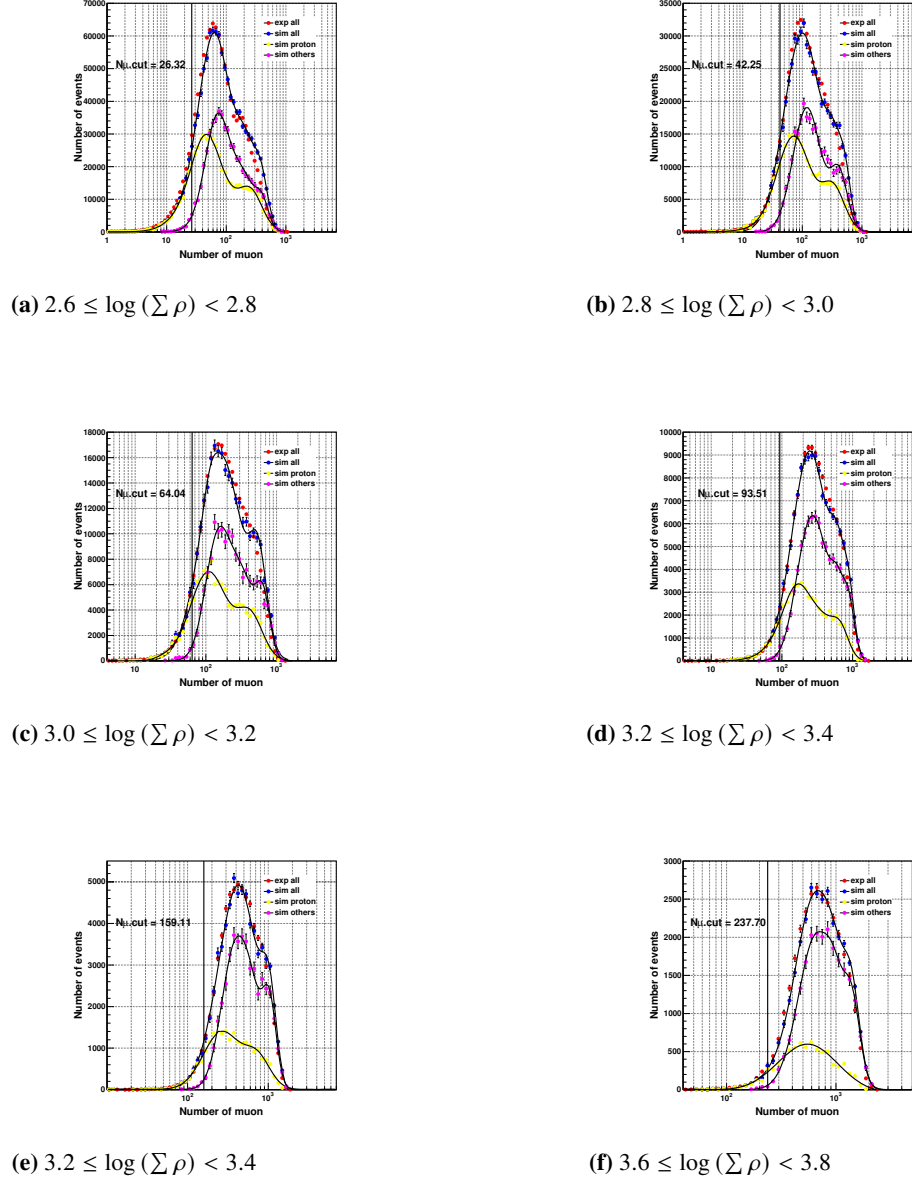 70000
60000
50000
40000
30000
20000
10000
0
Number of events
1 10 10² 10³
Number of muon
Nμ.cut = 26.32
exp all
sim all
sim proton
sim others
(a) 2.6 ≤ log (∑ ρ) < 2.8
35000
30000
25000
20000
15000
10000
5000
0
Number of events
1 10 10² 10³
Number of muon
Nμ.cut = 42.25
exp all
sim all
sim proton
sim others
(b) 2.8 ≤ log (∑ ρ) < 3.0
18000
16000
14000
12000
10000
8000
6000
4000
2000
0
Number of events
10 10² 10³
Number of muon
Nμ.cut = 64.04
exp all
sim all
sim proton
sim others
(c) 3.0 ≤ log (∑ ρ) < 3.2
10000
9000
8000
7000
6000
5000
4000
3000
2000
1000
0
Number of events
10 10² 10³
Number of muon
Nμ.cut = 93.51
exp all
sim all
sim proton
sim others
(d) 3.2 ≤ log (∑ ρ) < 3.4
5000
4000
3000
2000
1000
0
Number of events
10² 10³
Number of muon
Nμ.cut = 159.11
exp all
sim all
sim proton
sim others
(e) 3.2 ≤ log (∑ ρ) < 3.4
3000
2500
2000
1500
1000
500
0
Number of events
10² 10³
Number of muon
Nμ.cut = 237.70
exp all
sim all
sim proton
sim others
(f) 3.6 ≤ log (∑ ρ) < 3.8